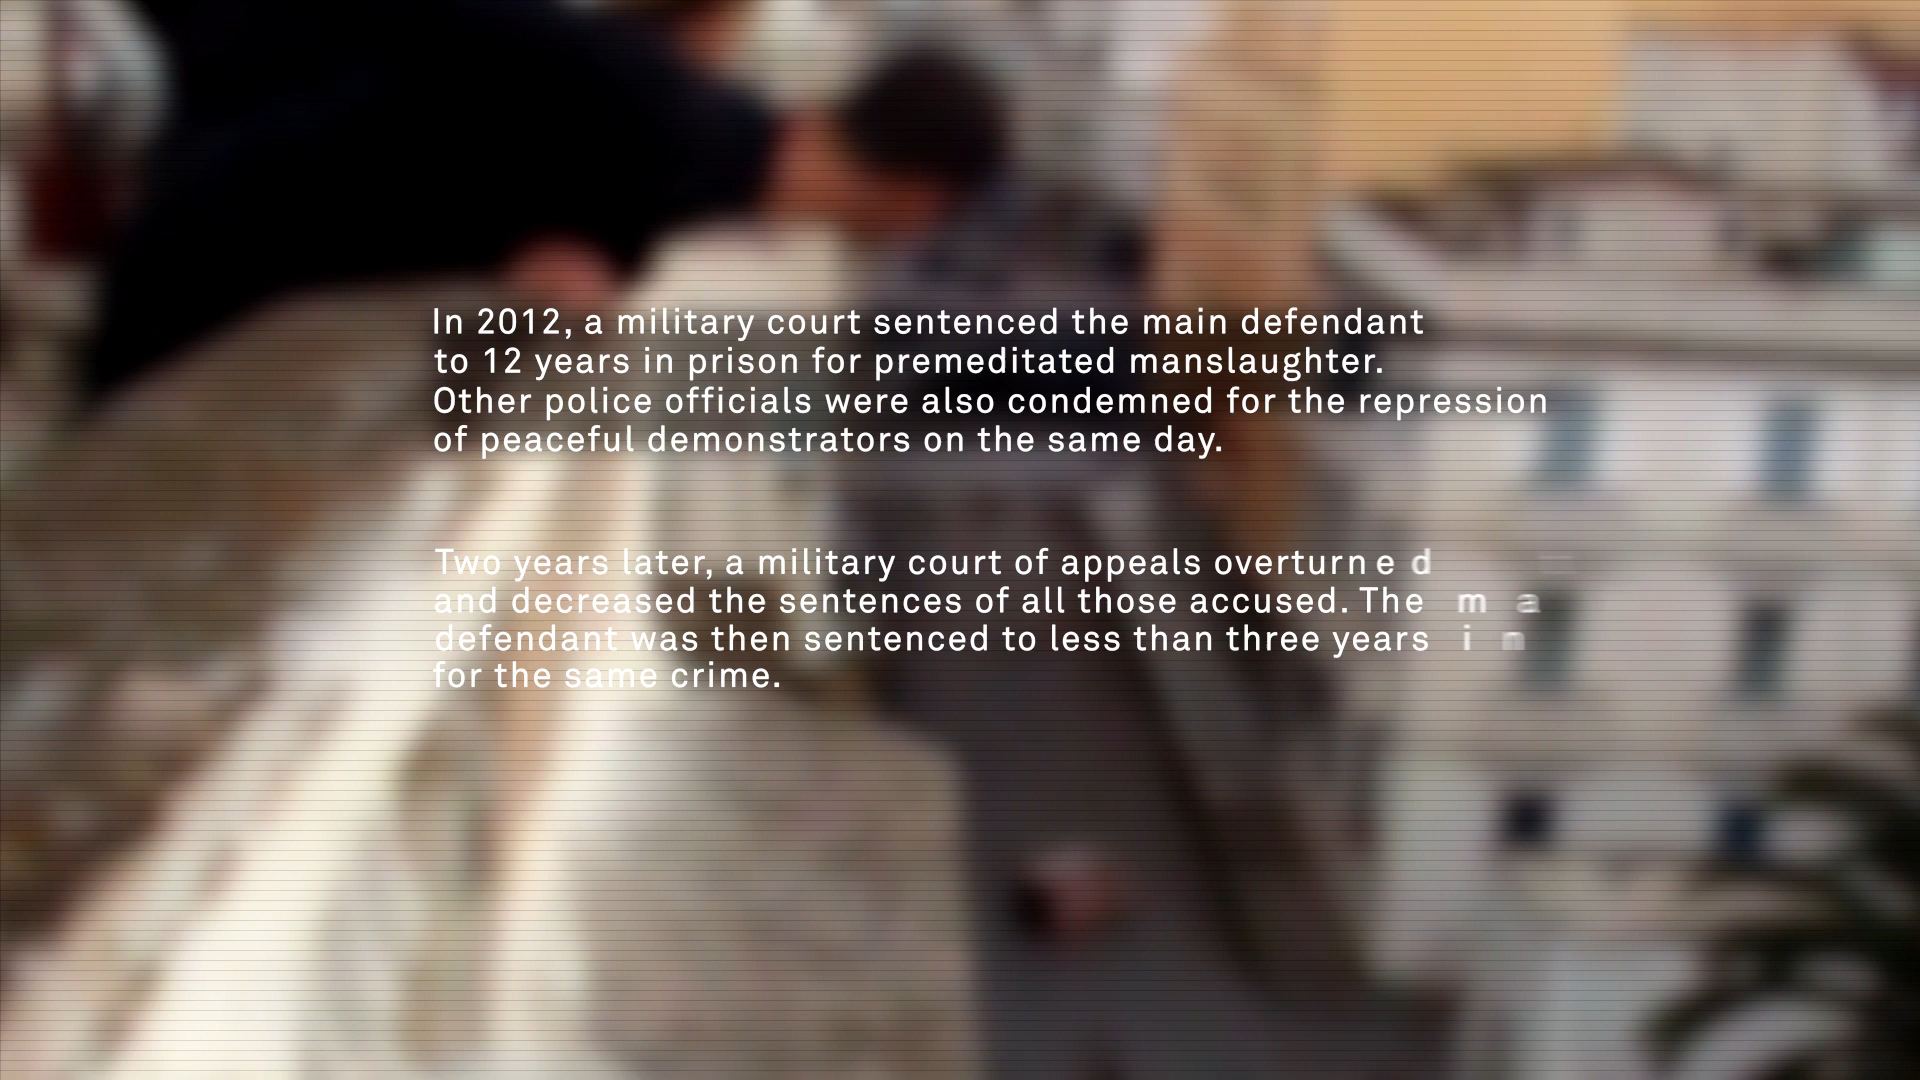 In 2012, a military court sentenced the main defendant
to 12 years in prison for premeditated manslaughter.
Other police officials were also condemned for the repression
of peaceful demonstrators on the same day.
Two years later, a military court of appeals overturned
and decreased the sentences of all those accused. The ma
defendant was then sentenced to less than three years in
for the same crime.